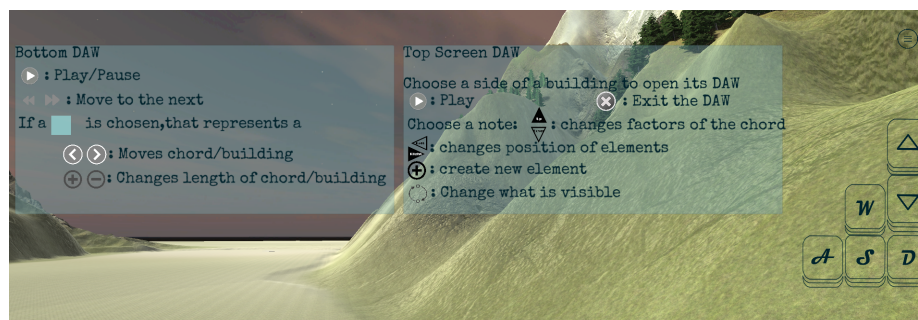 Bottom DAW
: Play/Pause
: Move to the next
If a is chosen,that represents a
: Moves chord/building
: Changes length of chord/building
Top Screen DAW
Choose a side of a building to open its DAW
: Play : Exit the DAW
Choose a note: : changes factors of the chord
: changes position of elements
: create new element
: Change what is visible
W
A S D